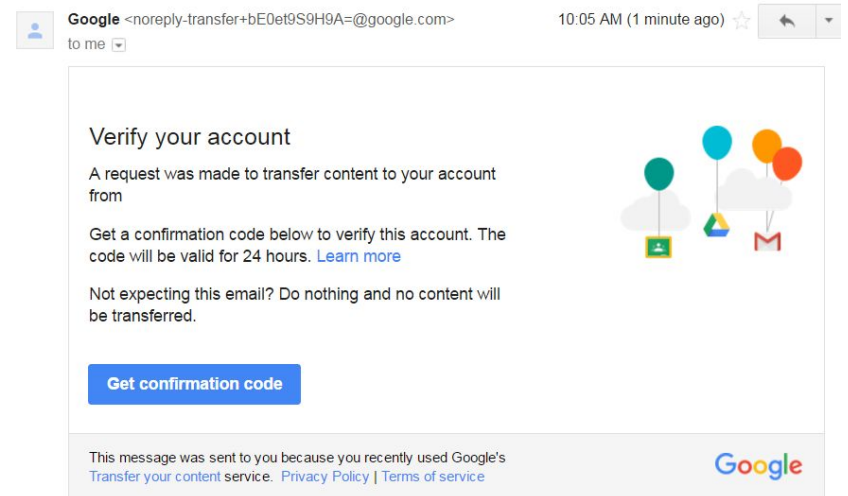 Google <noreply-transfer+bE0et9S9H9A=@google.com> 10:05 AM (1 minute ago)
to me
Verify your account
A request was made to transfer content to your account
from
Get a confirmation code below to verify this account. The
code will be valid for 24 hours. Learn more
Not expecting this email? Do nothing and no content will
be transferred.
Get confirmation code
This message was sent to you because you recently used Google's
Transfer your content service. Privacy Policy | Terms of service
Google